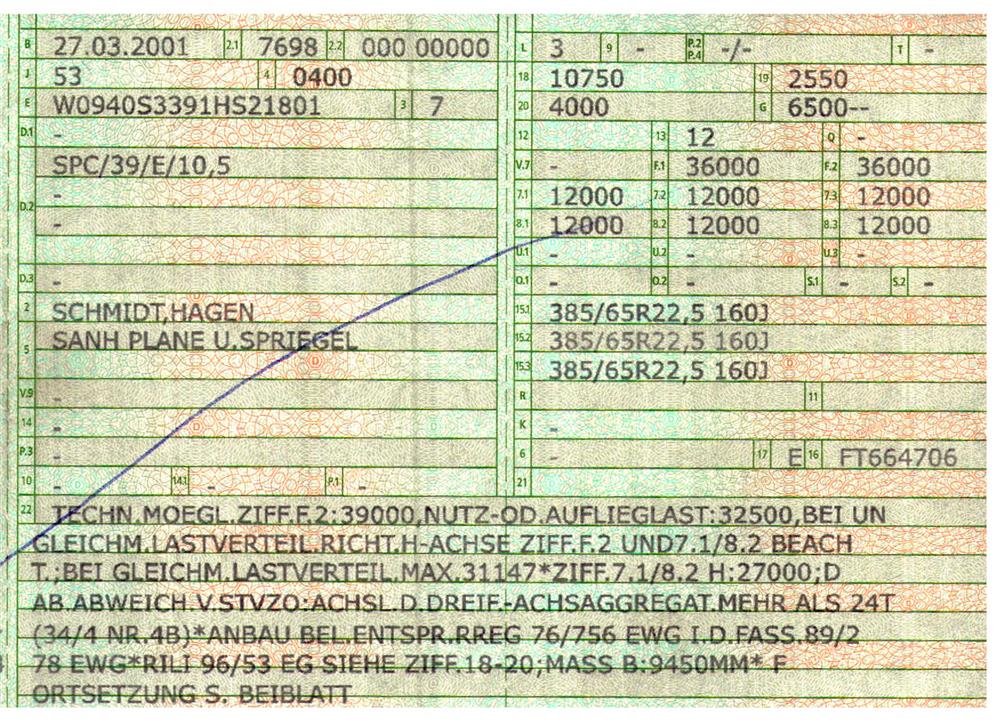 B 27.03.2001 2.1 7698 2.2 000 00000
J 53 4 0400
E W0940S3391HS21801 3 7
D.1 -
SPC/39/E/10,5
D.2 -
-
D.3 -
2 SCHMIDT,HAGEN
5 SANH PLANE U.SPRIEGEL
V.9 -
14 -
P.3 -
10 - 14.1 - P.1 -
L 3 9 - P.2 P.4 -/- T -
18 10750 19 2550
20 4000 G 6500--
12 13 12 Q -
V.7 - F.1 36000 F.2 36000
7.1 12000 7.2 12000 7.3 12000
8.1 12000 8.2 12000 8.3 12000
U.1 - U.2 - U.3 -
O.1 - O.2 - S.1 - S.2 -
15.1 385/65R22,5 160J
15.2 385/65R22,5 160J
15.3 385/65R22,5 160J
R 11
K -
6 - 17 E 16 FT664706
21
22 TECHN.MOEGL.ZIFF.F.2:39000,NUTZ-OD.AUFLIEGLAST:32500,BEI UN
GLEICHM.LASTVERTEIL.RICHT.H-ACHSE ZIFF.F.2 UND7.1/8.2 BEACH
T.;BEI GLEICHM.LASTVERTEIL.MAX.31147*ZIFF.7.1/8.2 H:27000;D
AB.ABWEICH.V.STVZO:ACHSL.D.DREIF.-ACHSAGGREGAT.MEHR ALS 24T
(34/4 NR.4B)*ANBAU BEL.ENTSPR.RREG 76/756 EWG I.D.FASS.89/2
78 EWG*RILI 96/53 EG SIEHE ZIFF.18-20;MASS B:9450MM* F
ORTSETZUNG S. BEIBLATT